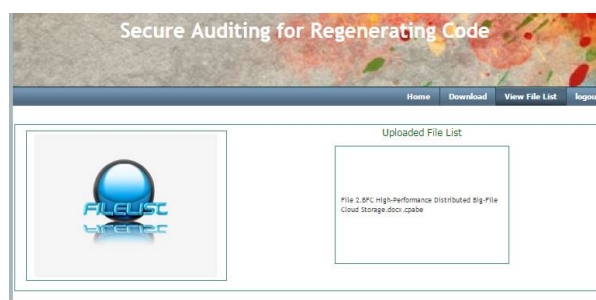 Secure Auditing for Regenerating Code
Home Download View File List logou
Uploaded File List
FILELIST
File 2.BFC High-Performance Distributed Big-File
Cloud Storage.docx.cpabe